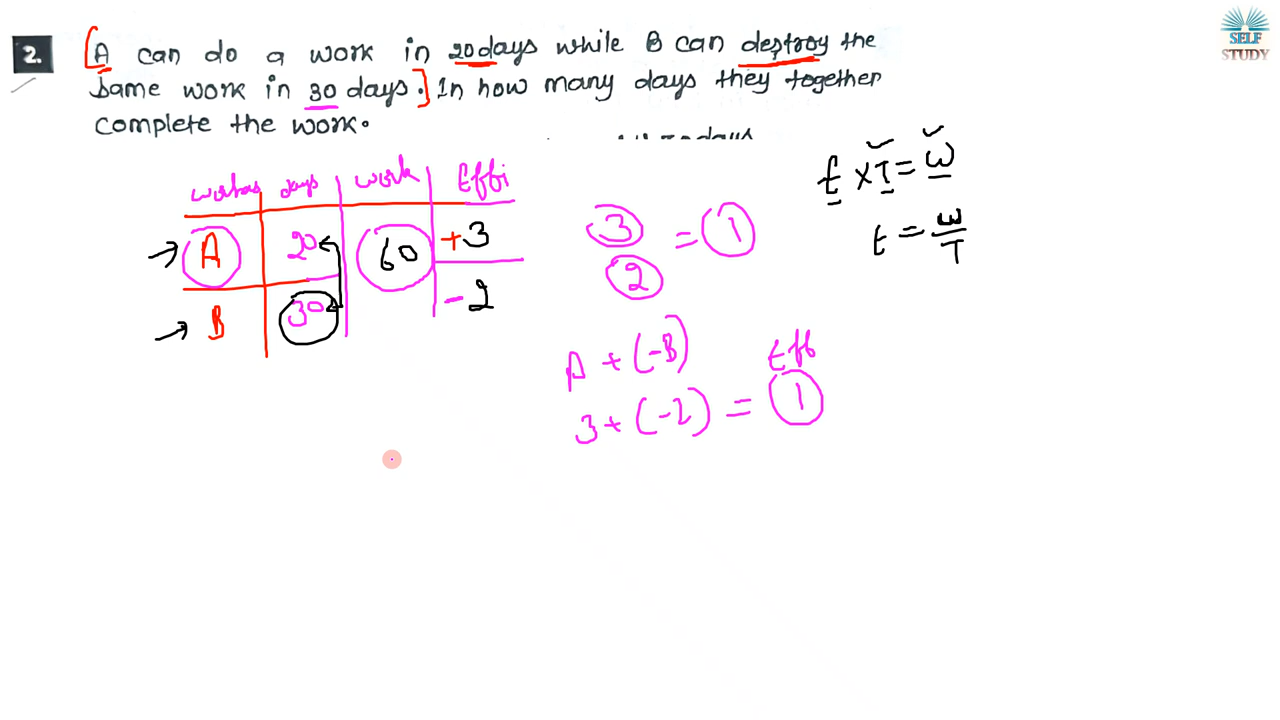 2. A can do a work in 20 days while B can destroy the
same work in 30 days. In how many days they together
complete the work.
SELF
STUDY
days work Effi
A 20 60 +3
B 30 -2
3
2 = 1
A + (-B) Eff
3 + (-2) = 1
E × T = W
t = W/T